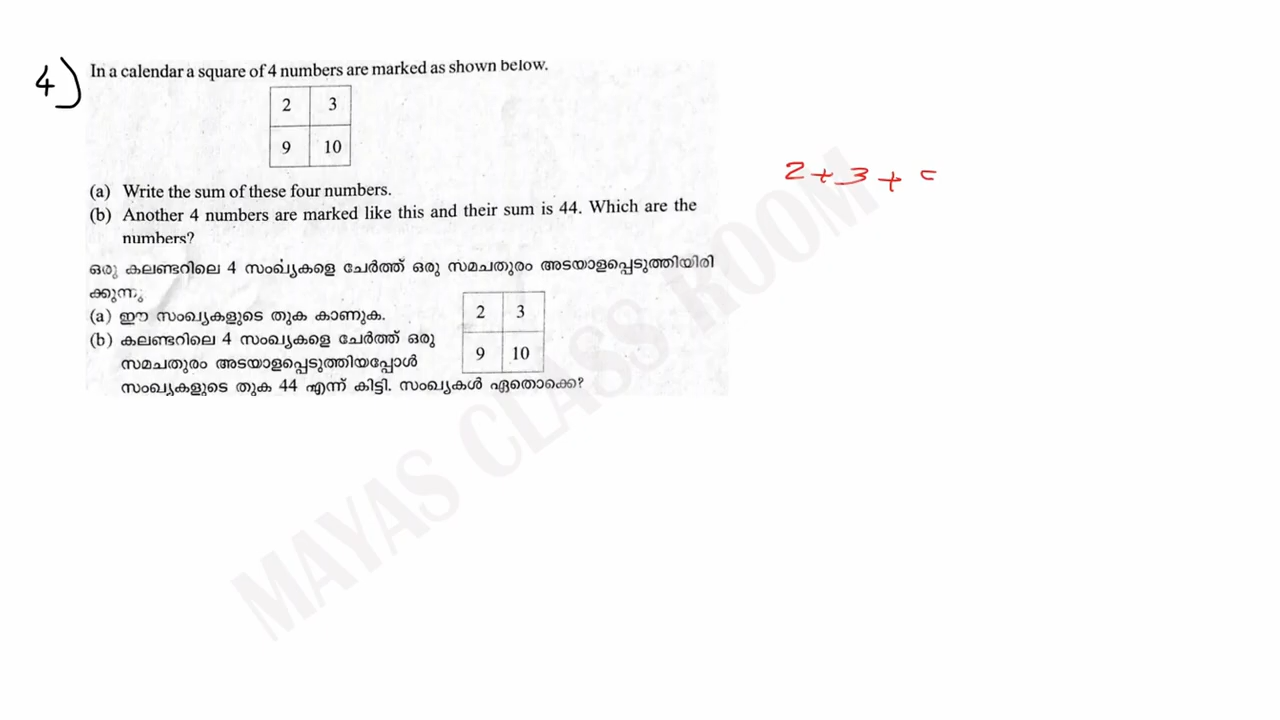 4)
In a calendar a square of 4 numbers are marked as shown below.
2 3
9 10
(a) Write the sum of these four numbers.
(b) Another 4 numbers are marked like this and their sum is 44. Which are the
numbers?
ഒരു കലണ്ടറിലെ 4 സംഖ്യകളെ ചേർത്ത് ഒരു സമചതുരം അടയാളപ്പെടുത്തിയിരി
ക്കുന്നു
(a) ഈ സംഖ്യകളുടെ തുക കാണുക.
(b) കലണ്ടറിലെ 4 സംഖ്യകളെ ചേർത്ത് ഒരു
സമചതുരം അടയാളപ്പെടുത്തിയപ്പോൾ
സംഖ്യകളുടെ തുക 44 എന്ന് കിട്ടി. സംഖ്യകൾ ഏതൊക്കെ?
2 3
9 10
2 + 3 +
MAYAS CLASS ROOM